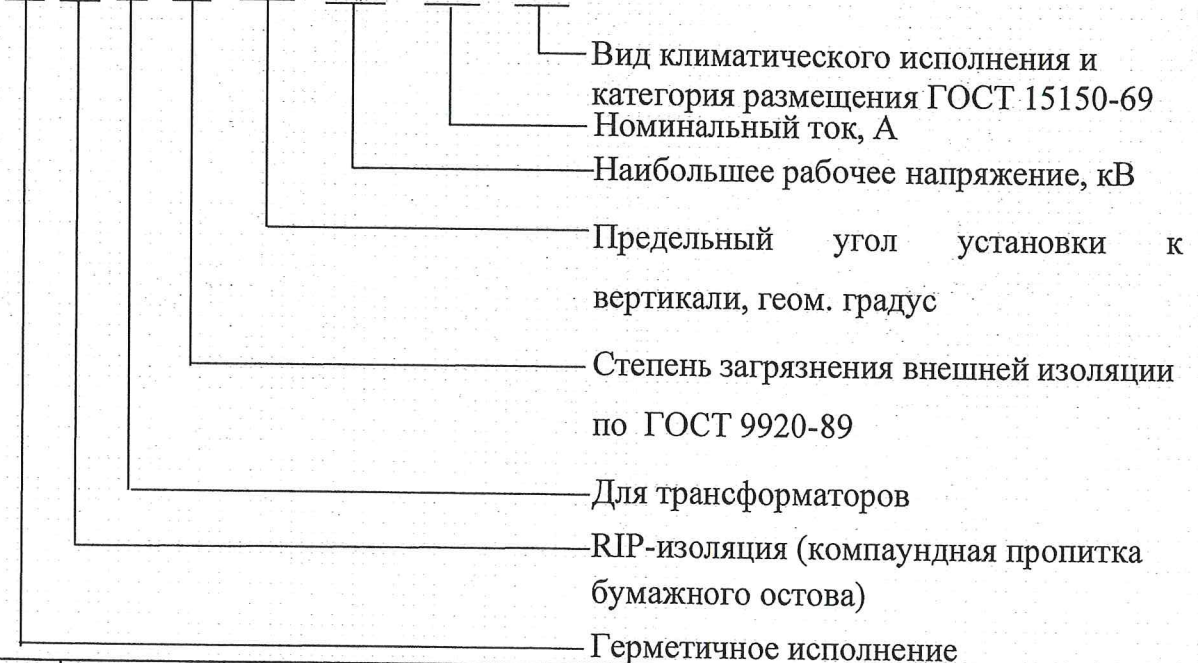 Вид климатического исполнения и
категория размещения ГОСТ 15150-69
Номинальный ток, А
Наибольшее рабочее напряжение, кВ
Предельный угол установки к
вертикали, геом. градус
Степень загрязнения внешней изоляции
по ГОСТ 9920-89
Для трансформаторов
RIP-изоляция (компаундная пропитка
бумажного остова)
Герметичное исполнение